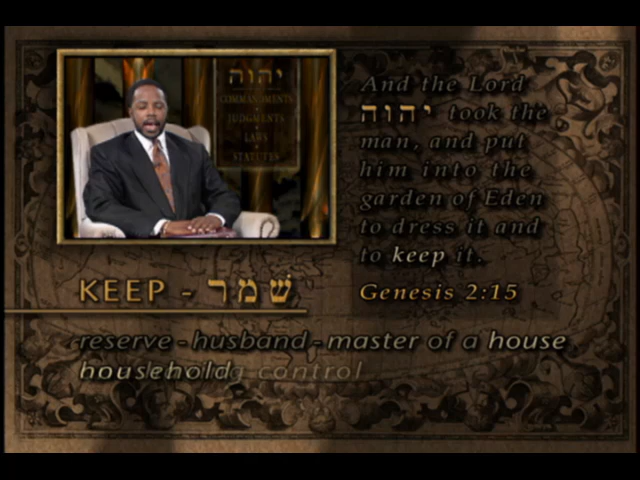 יהוה
COMMANDMENTS
JUDGMENTS
LAWS
STATUTES
And the Lord
יהוה took the
man, and put
him into the
garden of Eden
to dress it and
to keep it.
Genesis 2:15
KEEP - שׁמר
reserve - husband - master of a house
household control